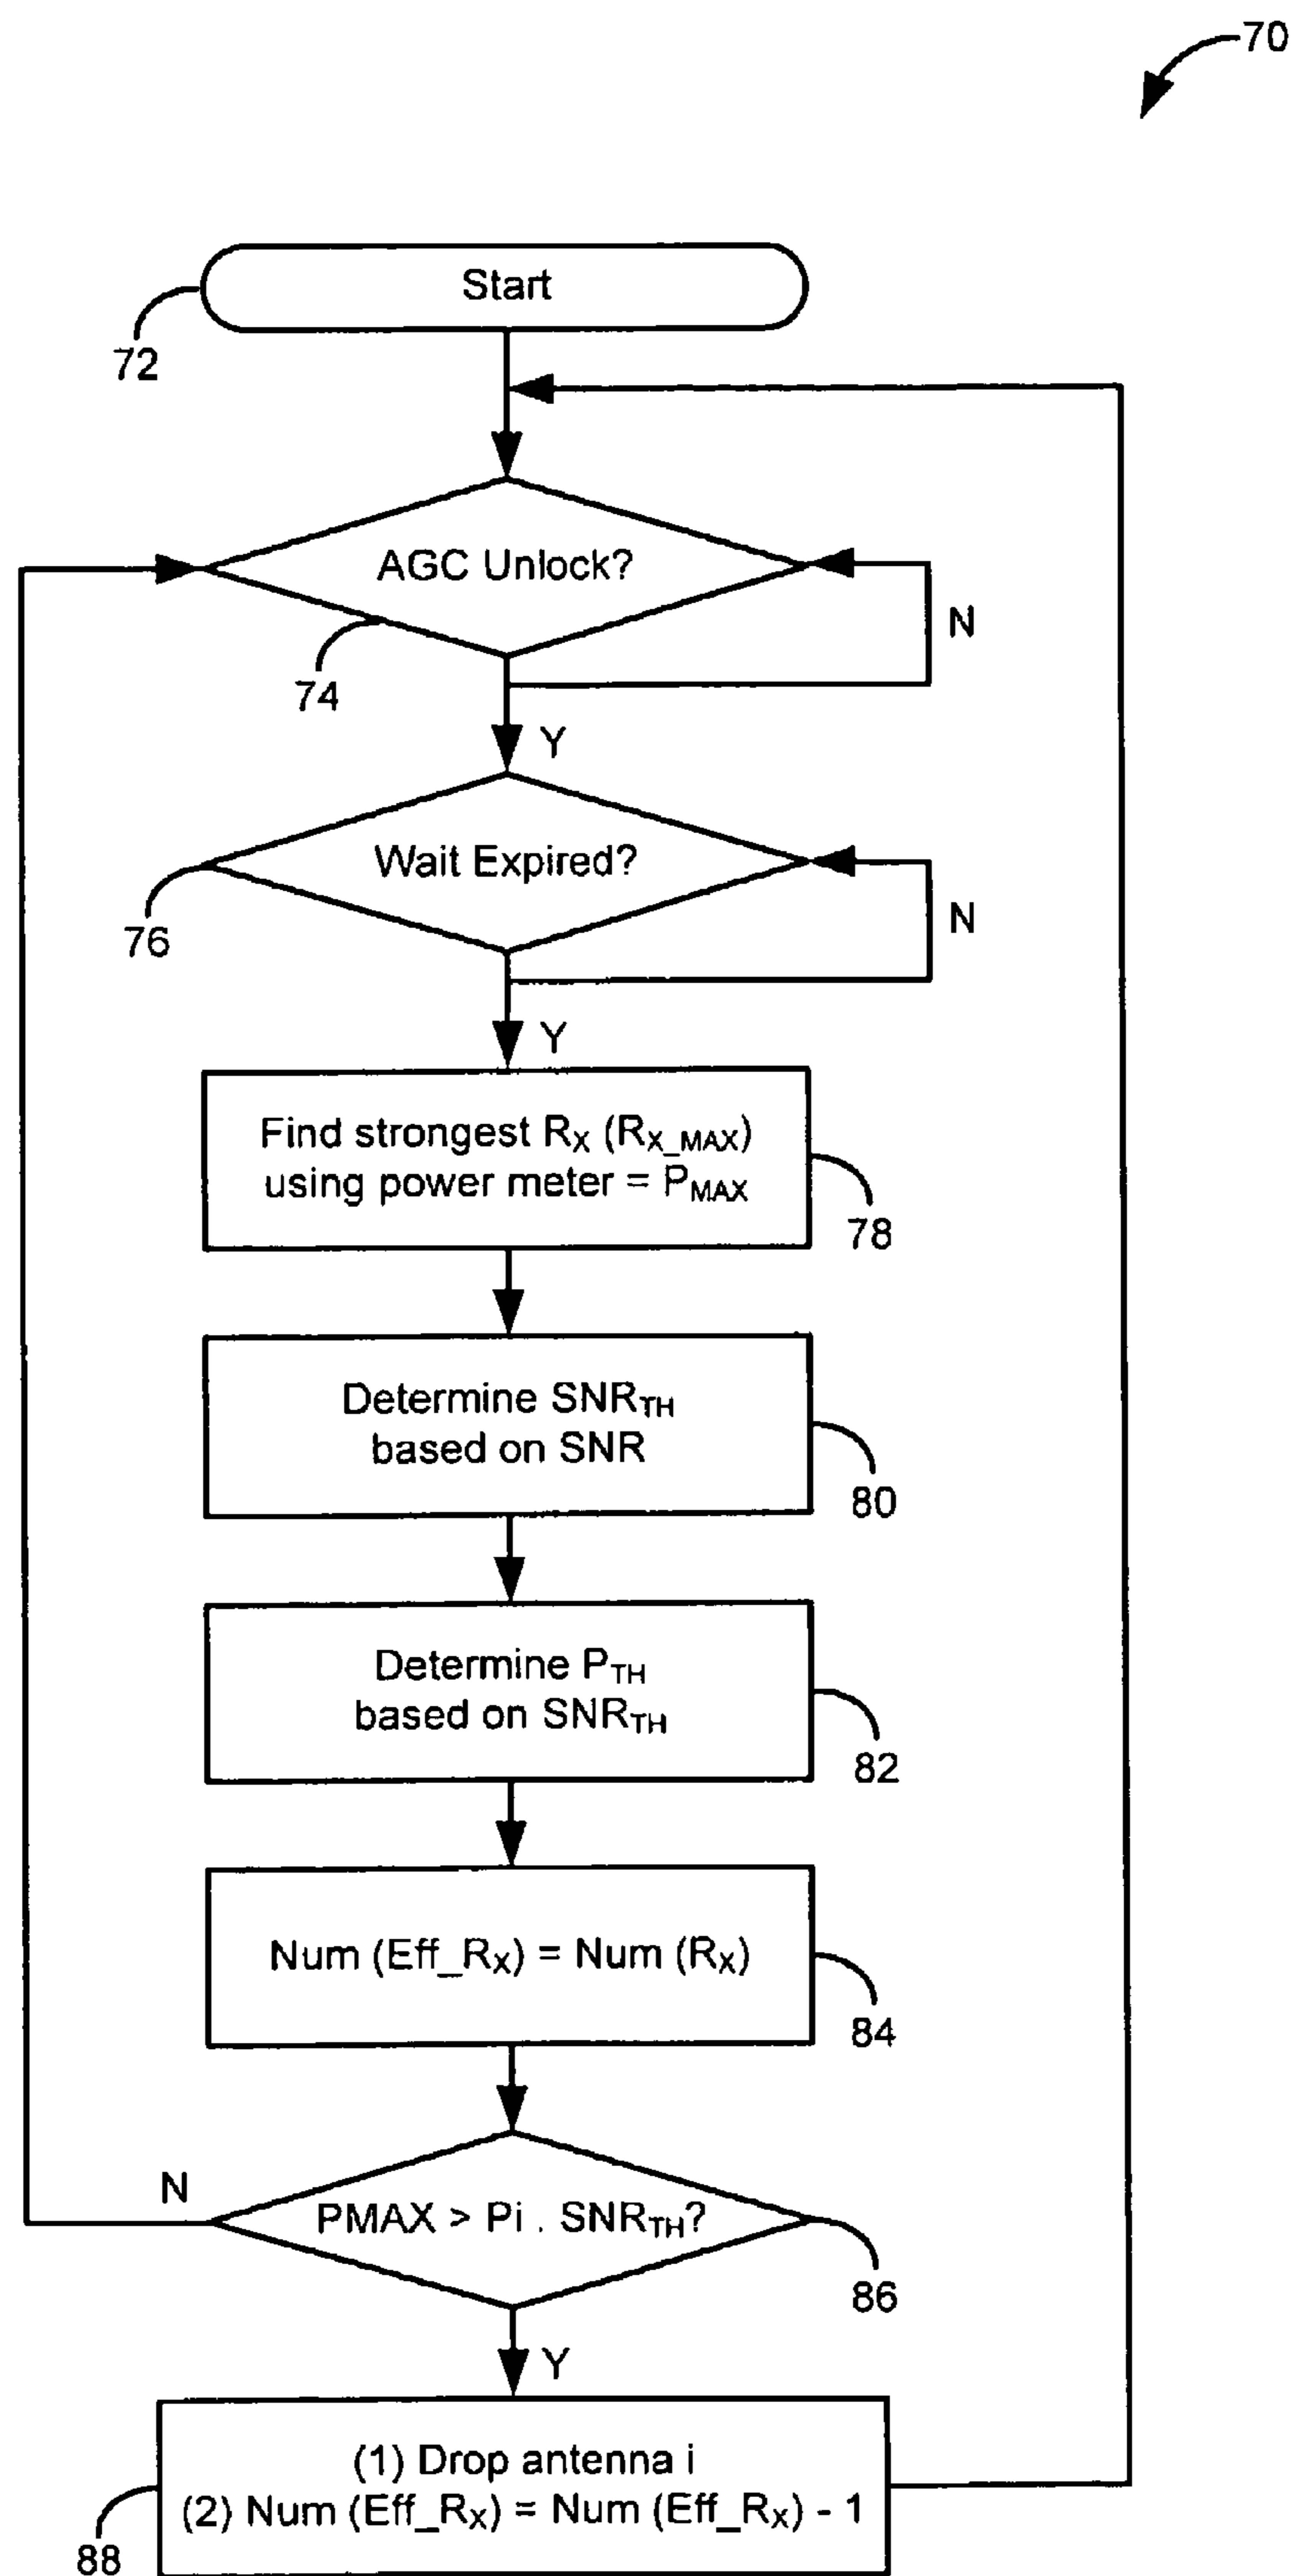 70
Start
72
AGC Unlock?
N
74
Y
Wait Expired?
N
76
Y
Find strongest RX (RX_MAX)
using power meter = PMAX
78
Determine SNRTH
based on SNR
80
Determine PTH
based on SNRTH
82
Num (Eff_RX) = Num (RX)
84
N
PMAX > Pi . SNRTH?
86
Y
(1) Drop antenna i
(2) Num (Eff_RX) = Num (Eff_RX) - 1
88